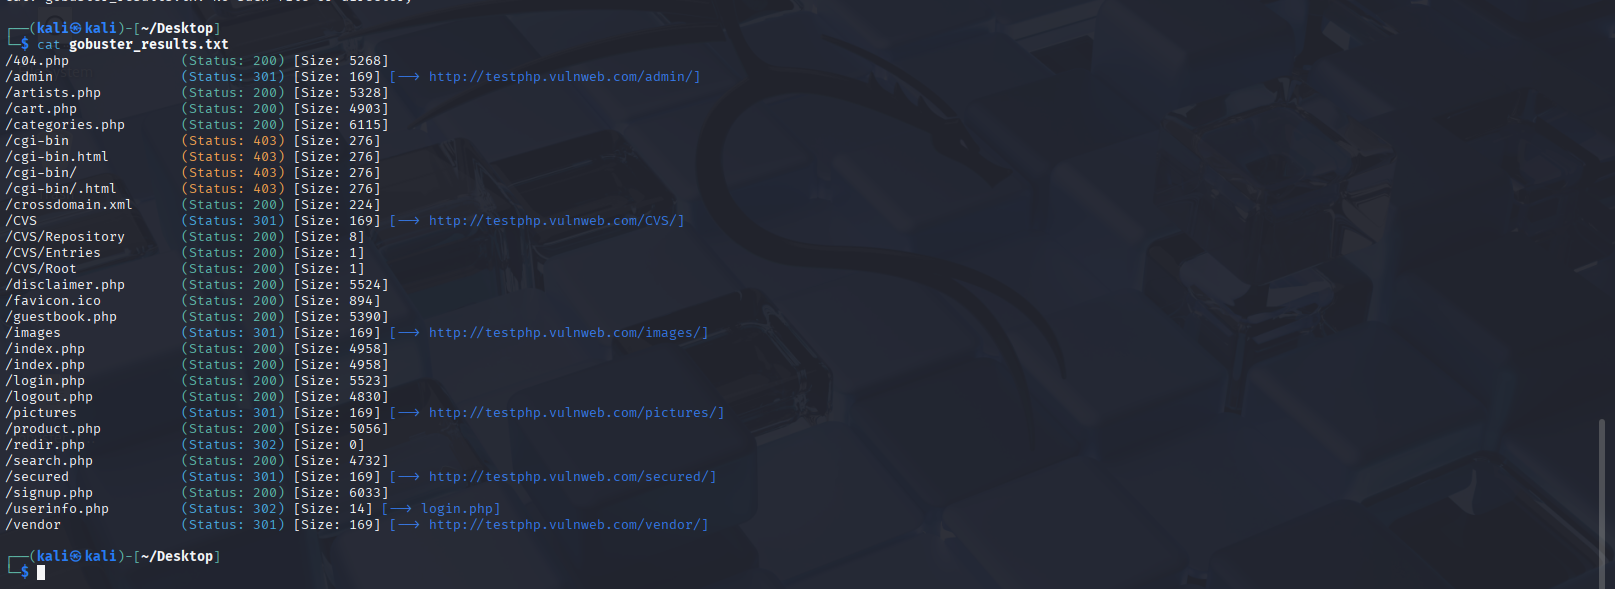 ┌──(kali㉿kali)-[~/Desktop]
└─$ cat gobuster_results.txt
/404.php              (Status: 200) [Size: 5268]
/admin                (Status: 301) [Size: 169] [--> http://testphp.vulnweb.com/admin/]
/artists.php          (Status: 200) [Size: 5328]
/cart.php             (Status: 200) [Size: 4903]
/categories.php       (Status: 200) [Size: 6115]
/cgi-bin              (Status: 403) [Size: 276]
/cgi-bin.html         (Status: 403) [Size: 276]
/cgi-bin/             (Status: 403) [Size: 276]
/cgi-bin/.html        (Status: 403) [Size: 276]
/crossdomain.xml      (Status: 200) [Size: 224]
/CVS                  (Status: 301) [Size: 169] [--> http://testphp.vulnweb.com/CVS/]
/CVS/Repository       (Status: 200) [Size: 8]
/CVS/Entries          (Status: 200) [Size: 1]
/CVS/Root             (Status: 200) [Size: 1]
/disclaimer.php       (Status: 200) [Size: 5524]
/favicon.ico          (Status: 200) [Size: 894]
/guestbook.php        (Status: 200) [Size: 5390]
/images               (Status: 301) [Size: 169] [--> http://testphp.vulnweb.com/images/]
/index.php            (Status: 200) [Size: 4958]
/index.php            (Status: 200) [Size: 4958]
/login.php            (Status: 200) [Size: 5523]
/logout.php           (Status: 200) [Size: 4830]
/pictures             (Status: 301) [Size: 169] [--> http://testphp.vulnweb.com/pictures/]
/product.php          (Status: 200) [Size: 5056]
/redir.php            (Status: 302) [Size: 0]
/search.php           (Status: 200) [Size: 4732]
/secured              (Status: 301) [Size: 169] [--> http://testphp.vulnweb.com/secured/]
/signup.php           (Status: 200) [Size: 6033]
/userinfo.php         (Status: 302) [Size: 14] [--> login.php]
/vendor               (Status: 301) [Size: 169] [--> http://testphp.vulnweb.com/vendor/]
┌──(kali㉿kali)-[~/Desktop]
└─$